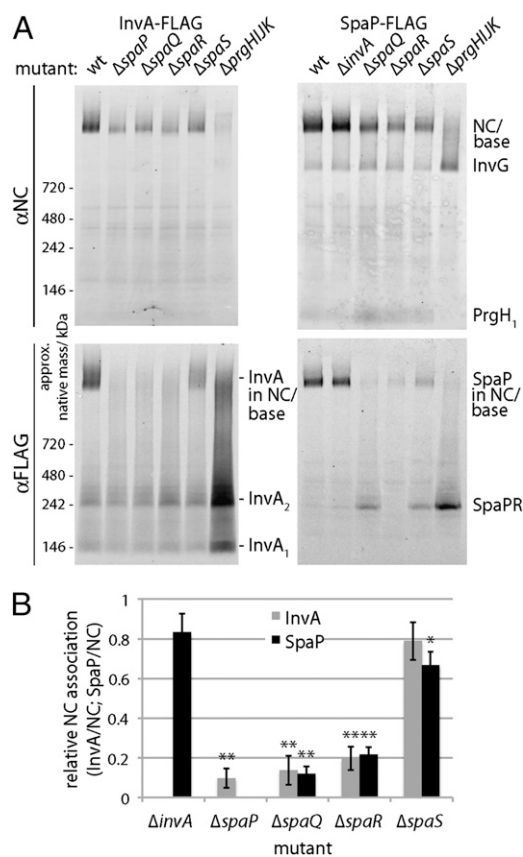 A
InvA-FLAG
SpaP-FLAG
mutant:
wt
ΔspaP
ΔspaQ
ΔspaR
ΔspaS
ΔprgHIJK
wt
ΔinvA
ΔspaQ
ΔspaR
ΔspaS
ΔprgHIJK
αNC
720
480
242
146
NC/
base
InvG
PrgH₁
αFLAG
approx.
native mass/ kDa
720
480
242
146
InvA
in NC/
base
InvA₂
InvA₁
SpaP
in NC/
base
SpaPR
B
relative NC association
(InvA/NC; SpaP/NC)
1
0.8
0.6
0.4
0.2
0
InvA
SpaP
**
**
**
**
**
*
ΔinvA
ΔspaP
ΔspaQ
ΔspaR
ΔspaS
mutant